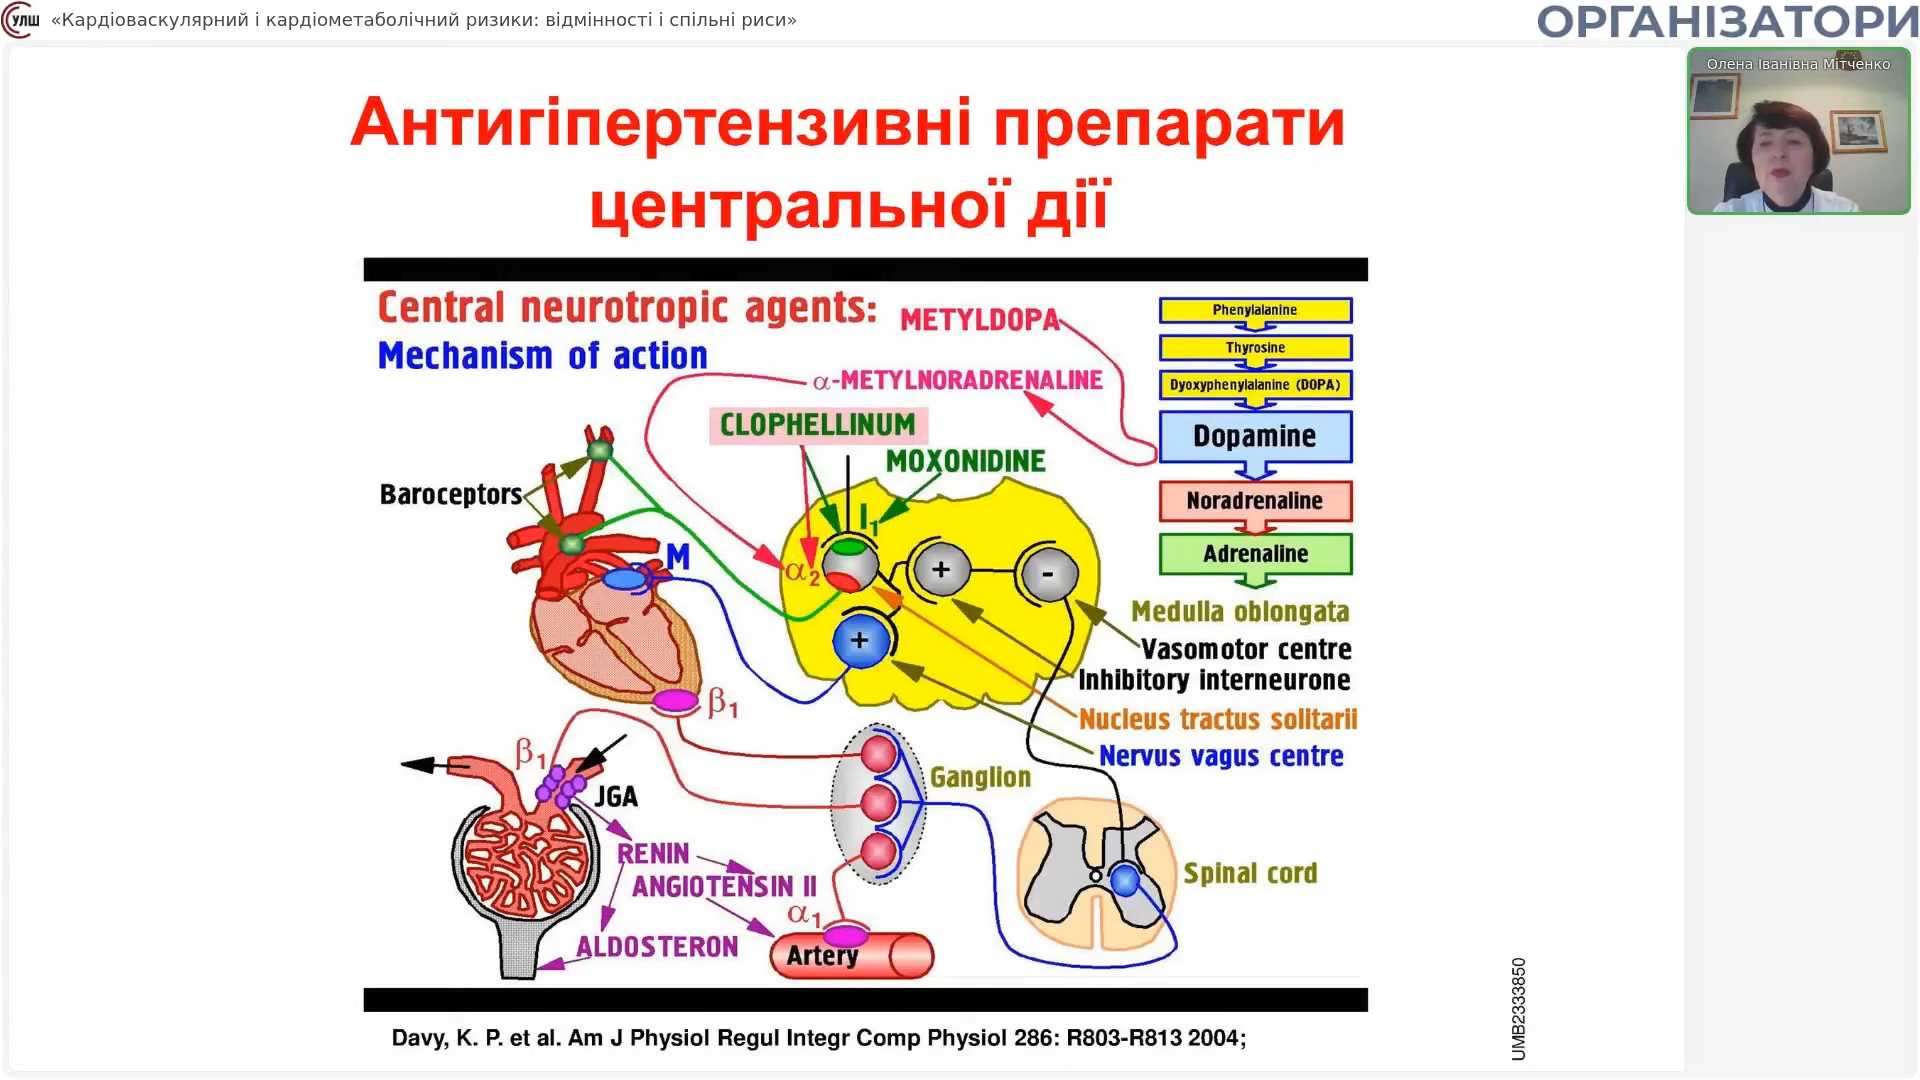 УЛШ «Кардіоваскулярний і кардіометаболічний ризики: відмінності і спільні риси»
ОРГАНІЗАТОРИ
Олена Іванівна Мітченко
Антигіпертензивні препарати
центральної дії
Central neurotropic agents:
Mechanism of action
METYLDOPA
α-METYLNORADRENALINE
CLOPHELLINUM
MOXONIDINE
Phenylalanine
Thyrosine
Dyoxyphenylalanine (DOPA)
Dopamine
Noradrenaline
Adrenaline
Baroceptors
M
I1
α2
+
-
+
Medulla oblongata
Vasomotor centre
Inhibitory interneurone
Nucleus tractus solitarii
Nervus vagus centre
β1
β1
JGA
Ganglion
RENIN
ANGIOTENSIN II
α1
ALDOSTERON
Artery
Spinal cord
UMB2333850
Davy, K. P. et al. Am J Physiol Regul Integr Comp Physiol 286: R803-R813 2004;